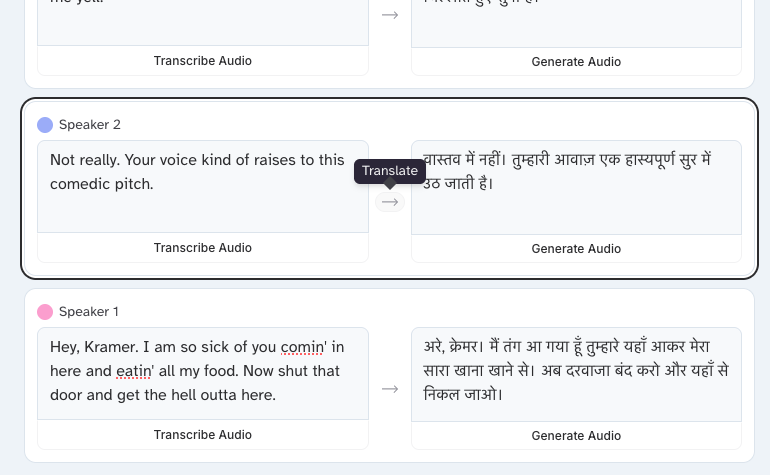 Transcribe Audio
Generate Audio
Speaker 2
Not really. Your voice kind of raises to this
comedic pitch.
Translate
वास्तव में नहीं। तुम्हारी आवाज़ एक हास्यपूर्ण सुर में
उठ जाती है।
Transcribe Audio
Generate Audio
Speaker 1
Hey, Kramer. I am so sick of you comin' in
here and eatin' all my food. Now shut that
door and get the hell outta here.
अरे, क्रेमर। मैं तंग आ गया हूँ तुम्हारे यहाँ आकर मेरा
सारा खाना खाने से। अब दरवाजा बंद करो और यहाँ से
निकल जाओ।
Transcribe Audio
Generate Audio